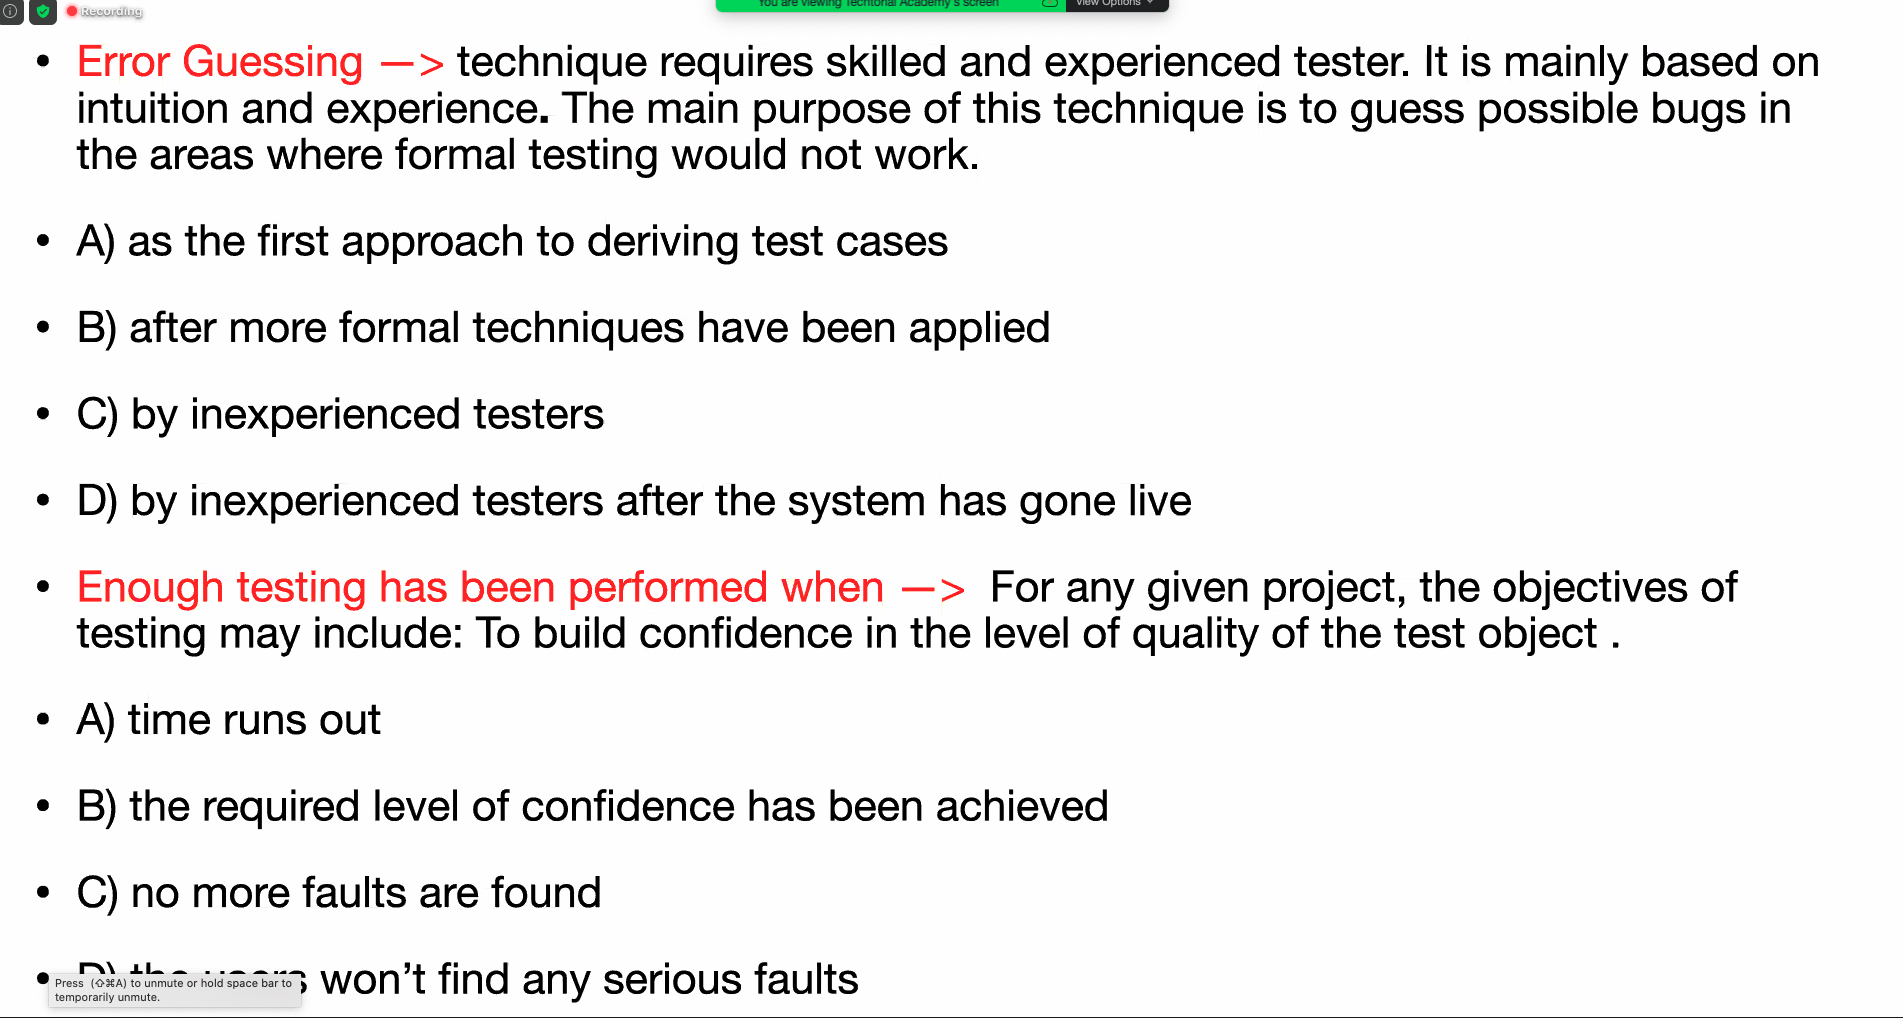 Recording
You are viewing Techtorial Academy's screen
View Options
• Error Guessing —> technique requires skilled and experienced tester. It is mainly based on
intuition and experience. The main purpose of this technique is to guess possible bugs in
the areas where formal testing would not work.
• A) as the first approach to deriving test cases
• B) after more formal techniques have been applied
• C) by inexperienced testers
• D) by inexperienced testers after the system has gone live
• Enough testing has been performed when —> For any given project, the objectives of
testing may include: To build confidence in the level of quality of the test object .
• A) time runs out
• B) the required level of confidence has been achieved
• C) no more faults are found
• D) the users won't find any serious faults
Press (⇧⌘A) to unmute or hold space bar to
temporarily unmute.